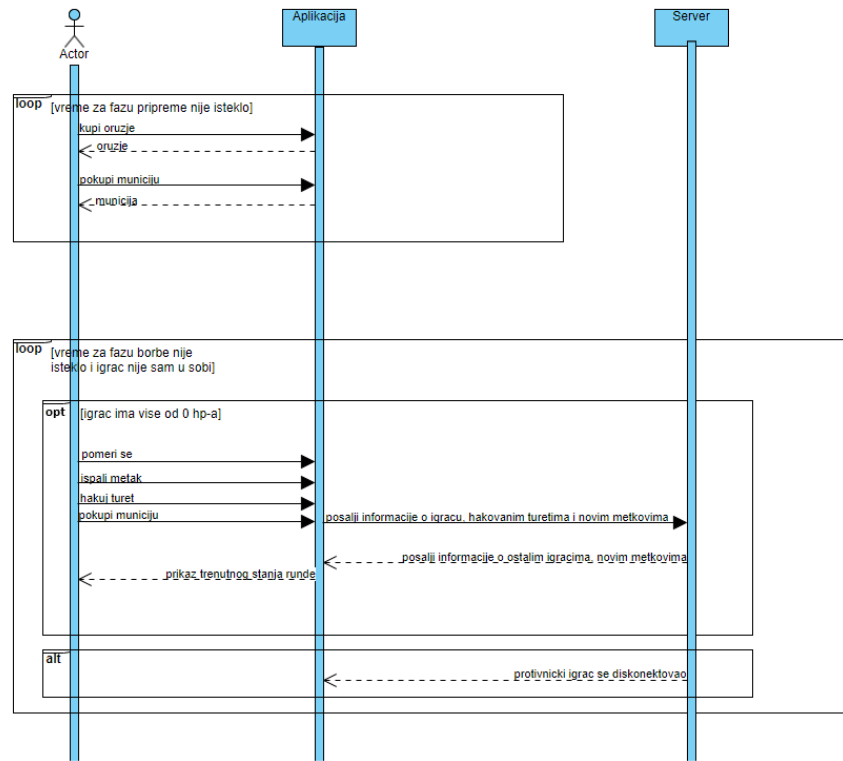 Actor
Aplikacija
Server
loop
[vreme za fazu pripreme nije isteklo]
kupi oruzje
oruzje
pokupi municiju
municija
loop
[vreme za fazu borbe nije
isteklo i igrac nije sam u sobi]
opt
[igrac ima vise od 0 hp-a]
pomeri se
ispali metak
hakuj turet
pokupi municiju
posalji informacije o igracu, hakovanim turetima i novim metkovima
posalji informacije o ostalim igracima, novim metkovima
prikaz trenutnog stanja runde
alt
protivnicki igrac se diskonektovao